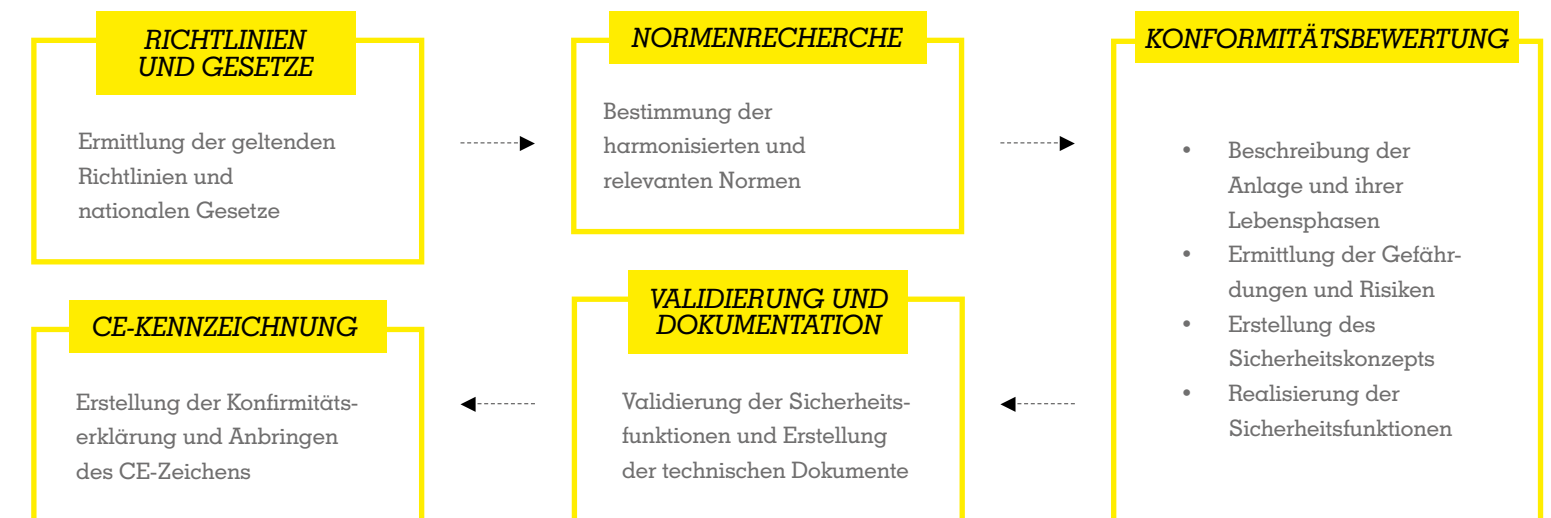 RICHTLINIEN
UND GESETZE
Ermittlung der geltenden
Richtlinien und
nationalen Gesetze
NORMENRECHERCHE
Bestimmung der
harmonisierten und
relevanten Normen
KONFORMITÄTSBEWERTUNG
• Beschreibung der
Anlage und ihrer
Lebensphasen
• Ermittlung der Gefähr-
dungen und Risiken
• Erstellung des
Sicherheitskonzepts
• Realisierung der
Sicherheitsfunktionen
VALIDIERUNG UND
DOKUMENTATION
Validierung der Sicherheits-
funktionen und Erstellung
der technischen Dokumente
CE-KENNZEICHNUNG
Erstellung der Konfirmitäts-
erklärung und Anbringen
des CE-Zeichens